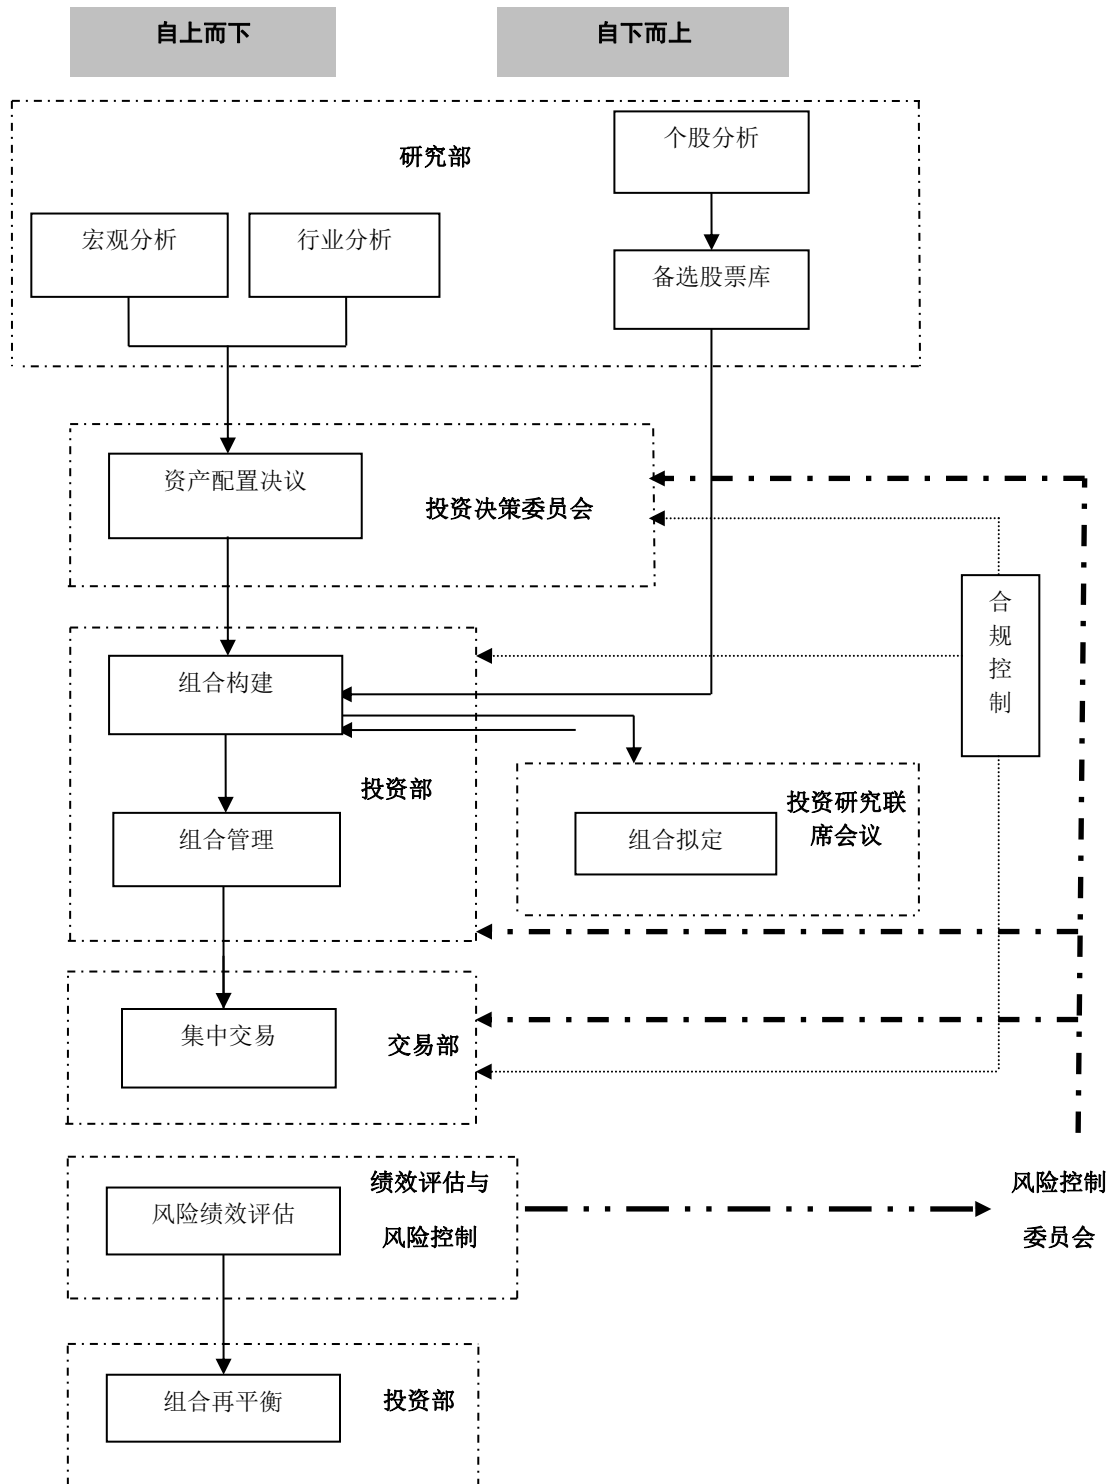 自上而下
自下而上
研究部
个股分析
宏观分析
行业分析
备选股票库
资产配置决议
投资决策委员会
合
规
控
制
组合构建
投资部
投资研究联
席会议
组合拟定
组合管理
集中交易
交易部
绩效评估与
风险控制
风险绩效评估
风险控制
委员会
组合再平衡
投资部